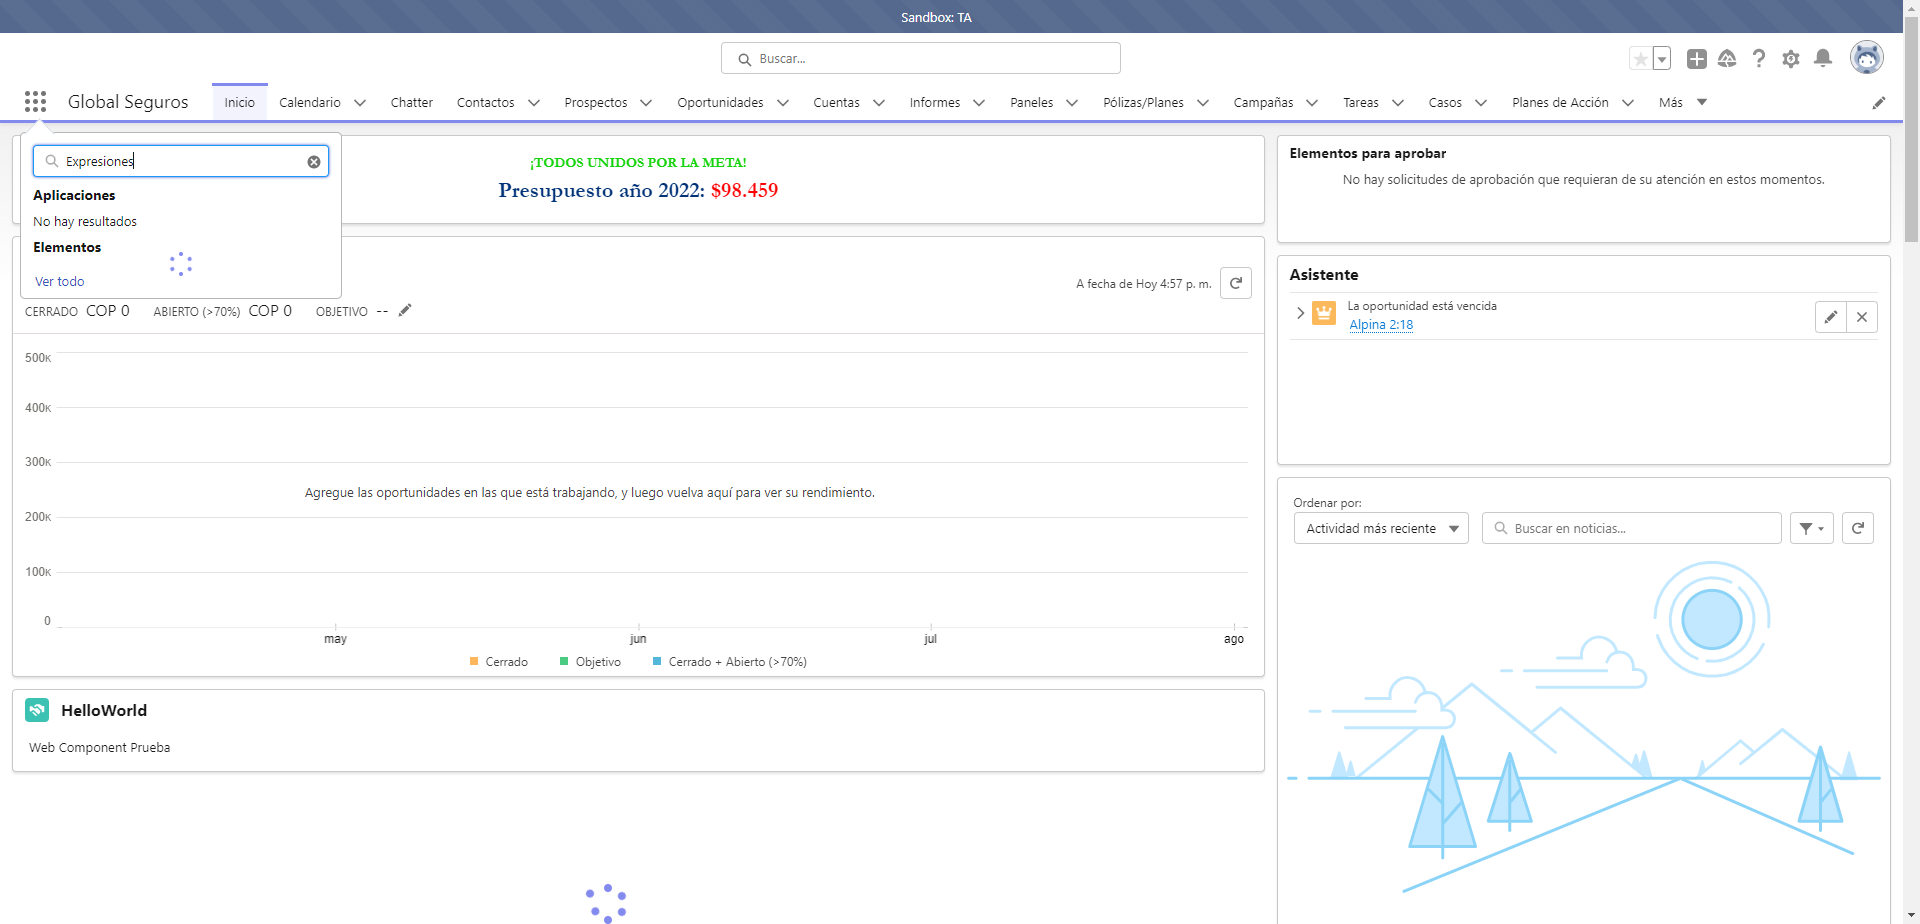 Sandbox: TA
Buscar...
Global Seguros
Inicio
Calendario
Chatter
Contactos
Prospectos
Oportunidades
Cuentas
Informes
Paneles
Pólizas/Planes
Campañas
Tareas
Casos
Planes de Acción
Más
Expresiones
Aplicaciones
No hay resultados
Elementos
Ver todo
¡TODOS UNIDOS POR LA META!
Presupuesto año 2022: $98.459
A fecha de Hoy 4:57 p. m.
CERRADO COP 0 ABIERTO (>70%) COP 0 OBJETIVO --
500K
400K
300K
200K
100K
0
Agregue las oportunidades en las que está trabajando, y luego vuelva aquí para ver su rendimiento.
may
jun
jul
ago
Cerrado
Objetivo
Cerrado + Abierto (>70%)
HelloWorld
Web Component Prueba
Elementos para aprobar
No hay solicitudes de aprobación que requieran de su atención en estos momentos.
Asistente
La oportunidad está vencida
Alpina 2:18
Ordenar por:
Actividad más reciente
Buscar en noticias...